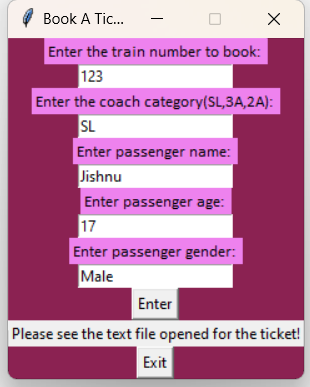 Book A Tic...
Enter the train number to book:
123
Enter the coach category(SL,3A,2A):
SL
Enter passenger name:
Jishnu
Enter passenger age:
17
Enter passenger gender:
Male
Enter
Please see the text file opened for the ticket!
Exit